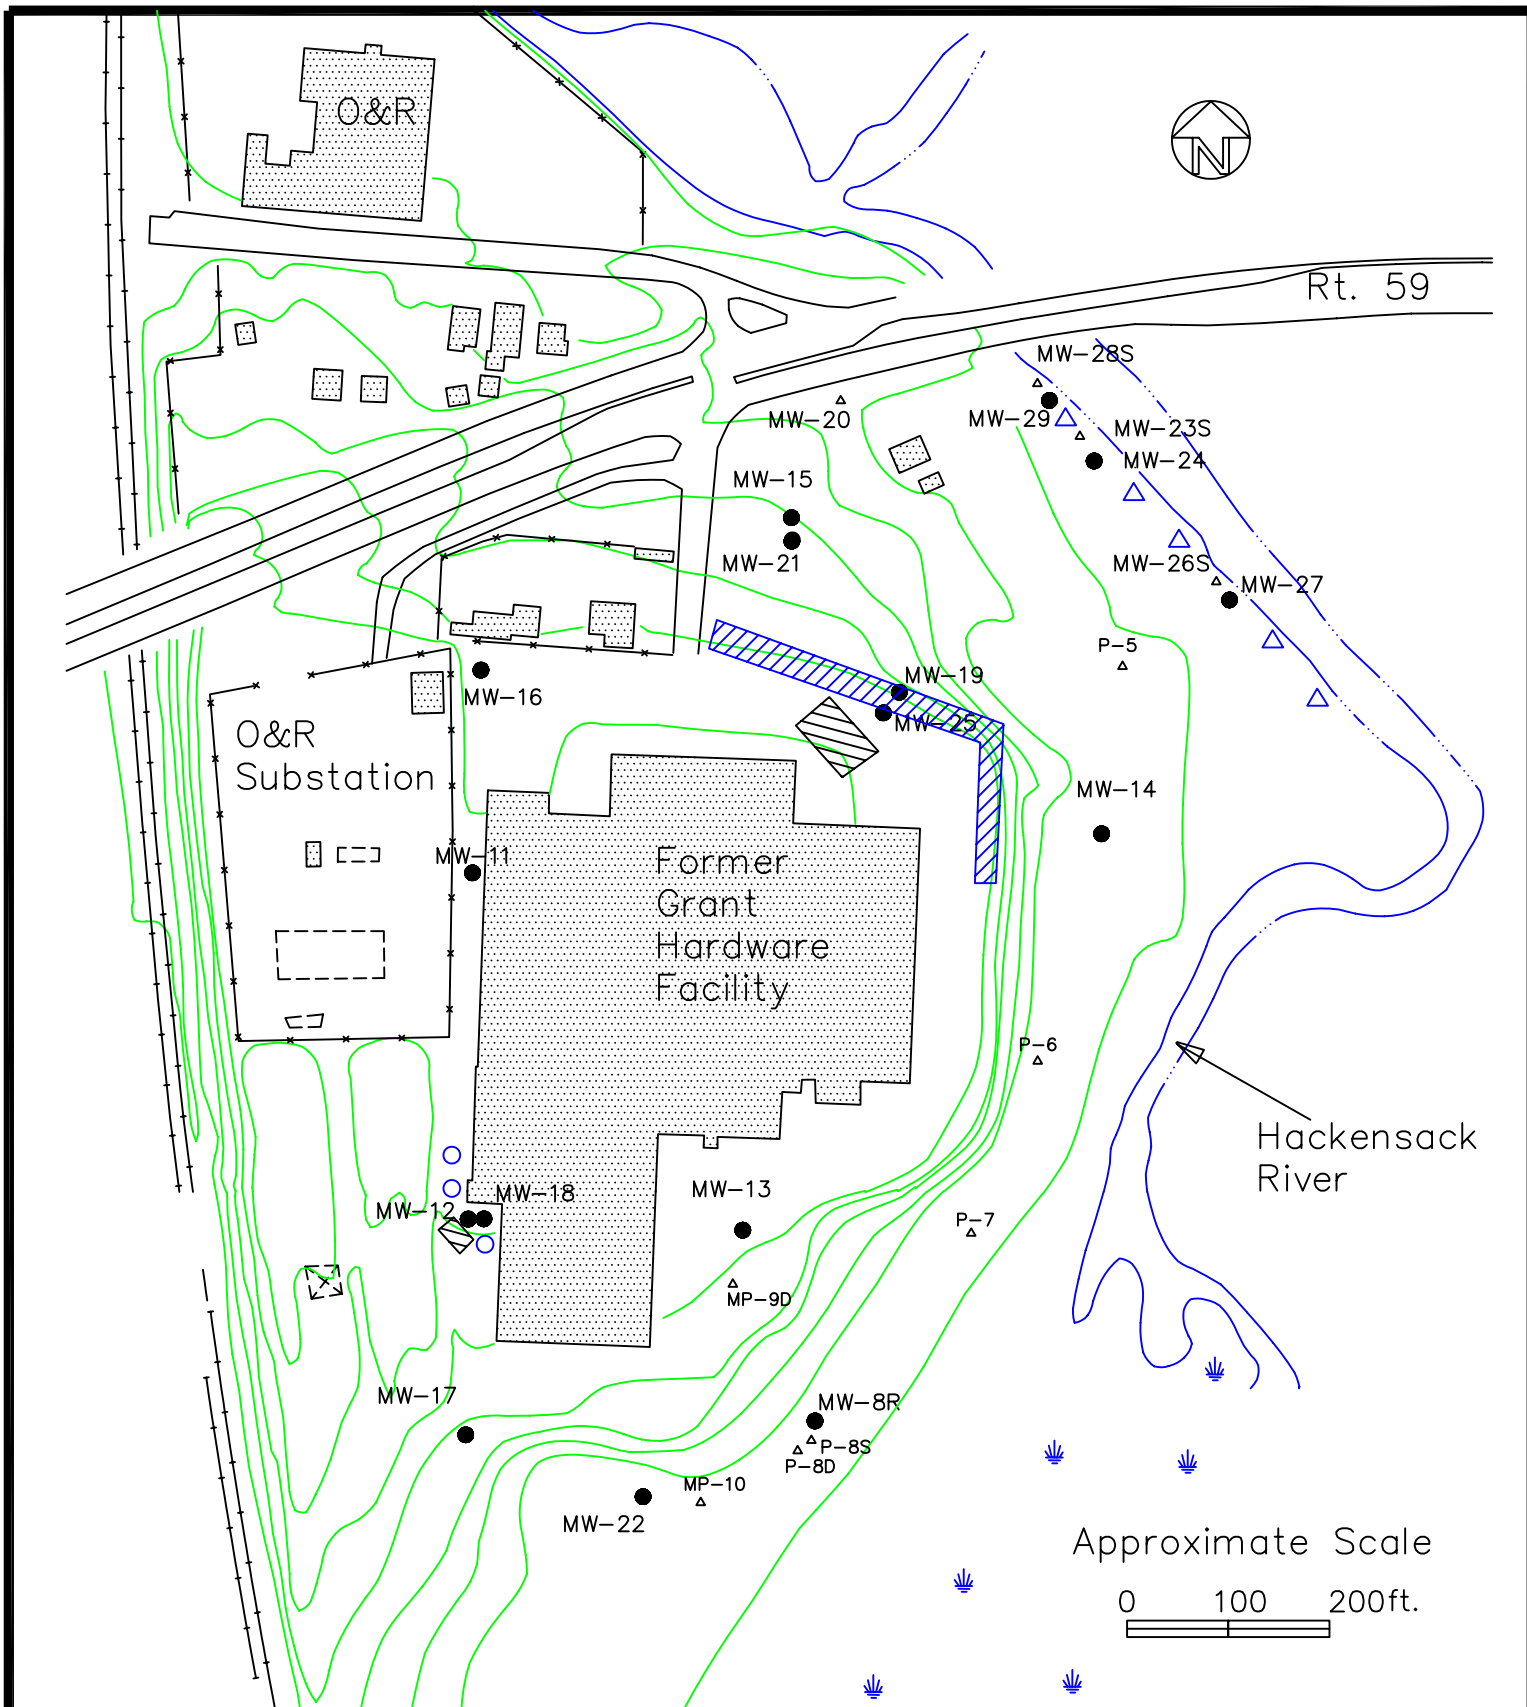 O&R
N
Rt. 59
MW-28S
MW-29
MW-20
MW-23S
MW-24
MW-15
MW-21
MW-26S
MW-27
P-5
MW-19
MW-16
MW-25
O&R
Substation
MW-14
MW-11
Former
Grant
Hardware
Facility
P-6
Hackensack
River
MW-13
MW-18
MW-12
P-7
MP-9D
MW-17
MW-8R
P-8S
P-8D
MP-10
MW-22
Approximate Scale
0 100 200ft.